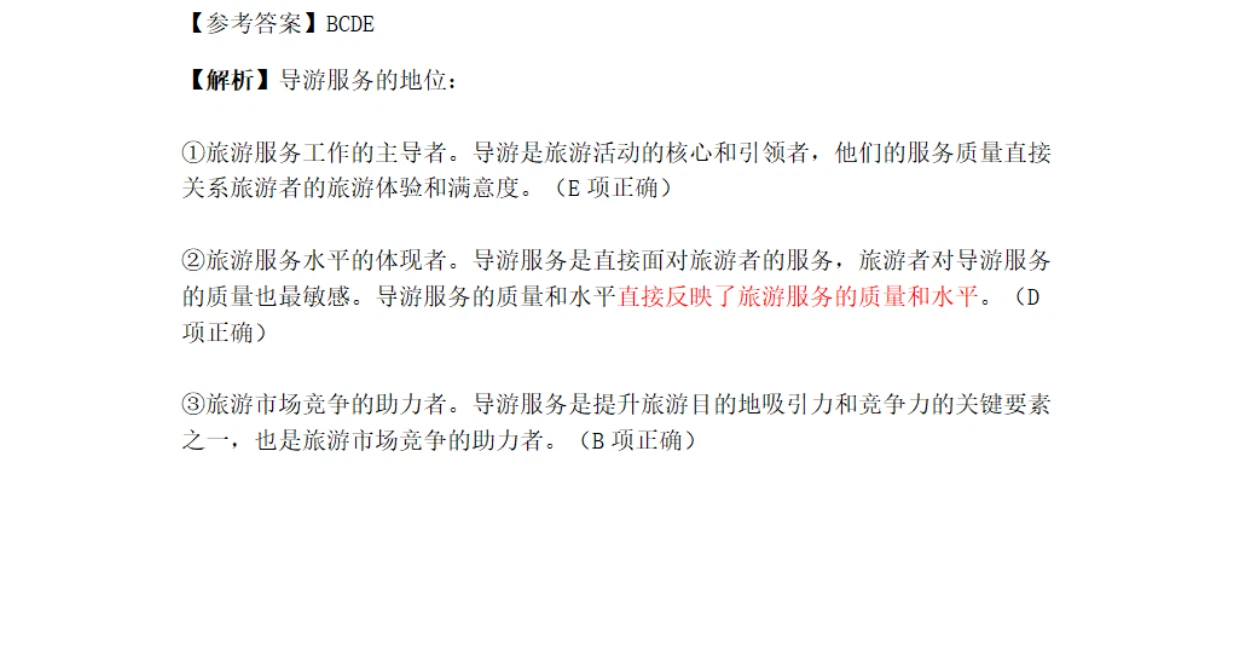 【参考答案】BCDE
【解析】导游服务的地位：
①旅游服务工作的主导者。导游是旅游活动的核心和引领者，他们的服务质量直接
关系旅游者的旅游体验和满意度。（E 项正确）
②旅游服务水平的体现者。导游服务是直接面对旅游者的服务，旅游者对导游服务
的质量也最敏感。导游服务的质量和水平直接反映了旅游服务的质量和水平。（D
项正确）
③旅游市场竞争的助力者。导游服务是提升旅游目的地吸引力和竞争力的关键要素
之一，也是旅游市场竞争的助力者。（B 项正确）